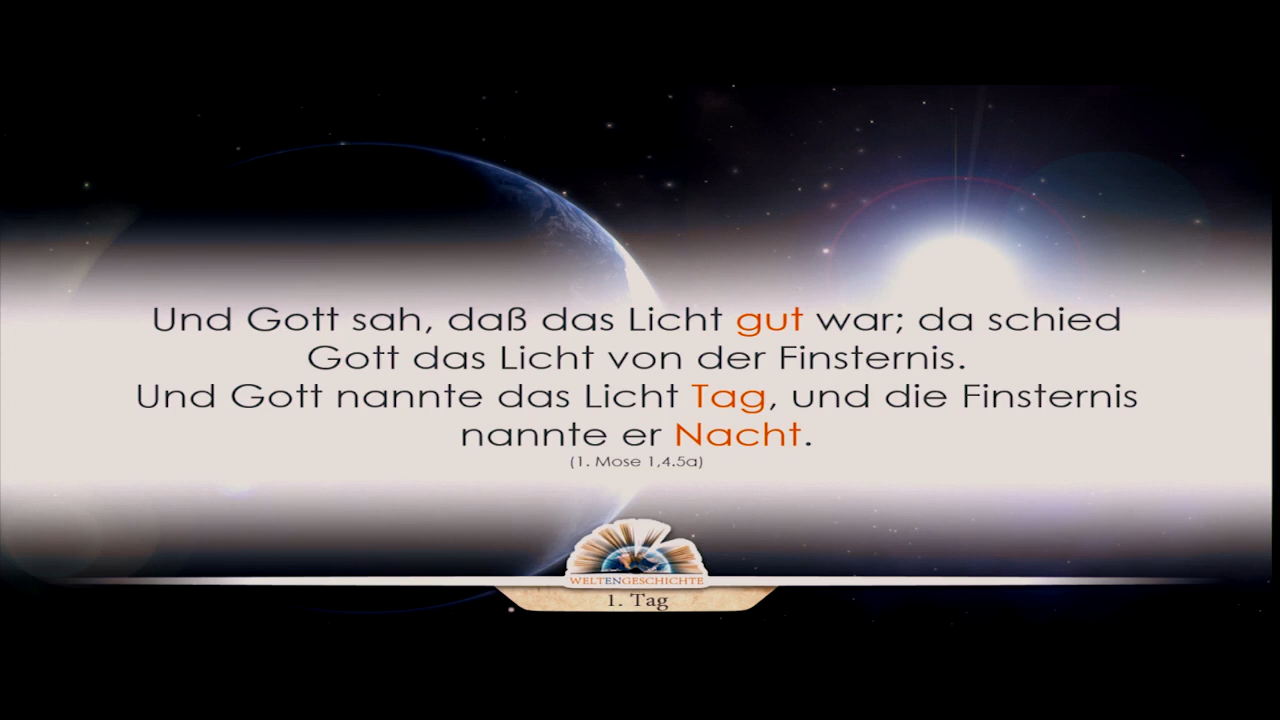 Und Gott sah, daß das Licht gut war; da schied
Gott das Licht von der Finsternis.
Und Gott nannte das Licht Tag, und die Finsternis
nannte er Nacht.
(1. Mose 1,4.5a)
WELTENGESCHICHTE
1. Tag